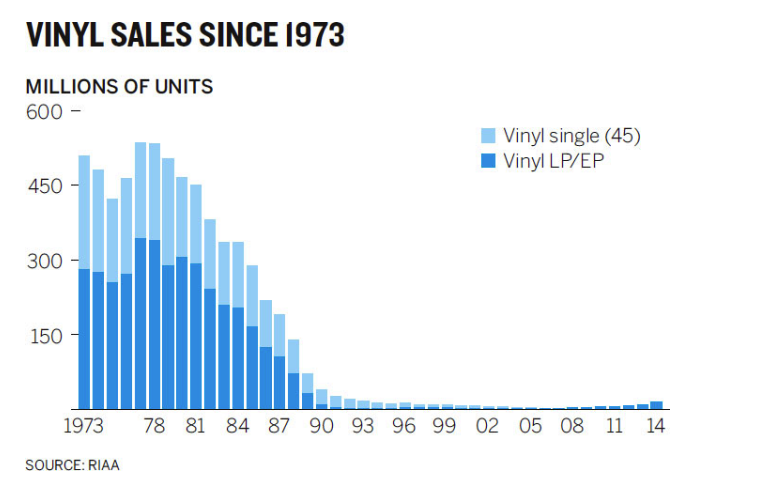 VINYL SALES SINCE 1973
MILLIONS OF UNITS
600
Vinyl single (45)
Vinyl LP/EP
450
300
150
1973 78 81 84 87 90 93 96 99 02 05 08 11 14
SOURCE: RIAA